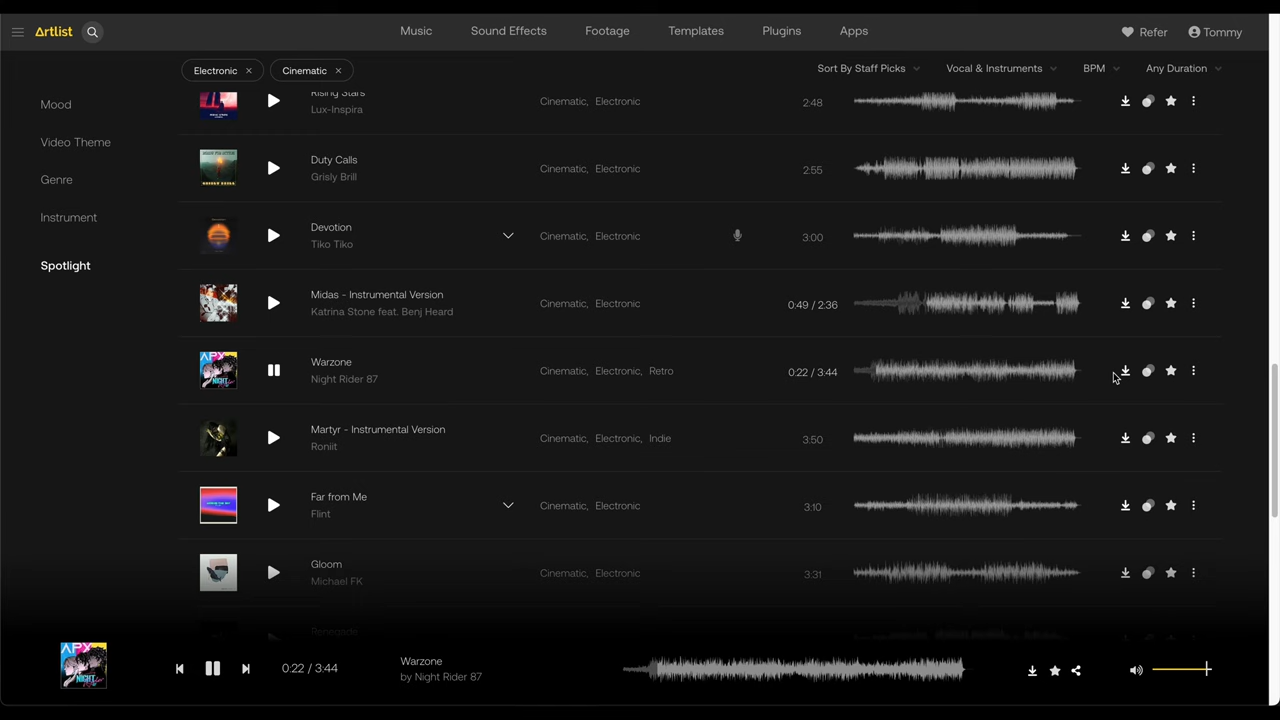 Artlist
Music
Sound Effects
Footage
Templates
Plugins
Apps
Refer
Tommy
Electronic ×
Cinematic ×
Sort By Staff Picks
Vocal & Instruments
BPM
Any Duration
Mood
Video Theme
Genre
Instrument
Spotlight
Rising Stars
Lux-Inspira
Cinematic, Electronic
2:48
Duty Calls
Grisly Brill
Cinematic, Electronic
2:55
Devotion
Tiko Tiko
Cinematic, Electronic
3:00
Midas - Instrumental Version
Katrina Stone feat. Benj Heard
Cinematic, Electronic
0:49 / 2:36
Warzone
Night Rider 87
Cinematic, Electronic, Retro
0:22 / 3:44
Martyr - Instrumental Version
Roniit
Cinematic, Electronic, Indie
3:50
Far from Me
Flint
Cinematic, Electronic
3:10
Gloom
Michael FK
Cinematic, Electronic
3:31
Renegade
0:22 / 3:44
Warzone
by Night Rider 87